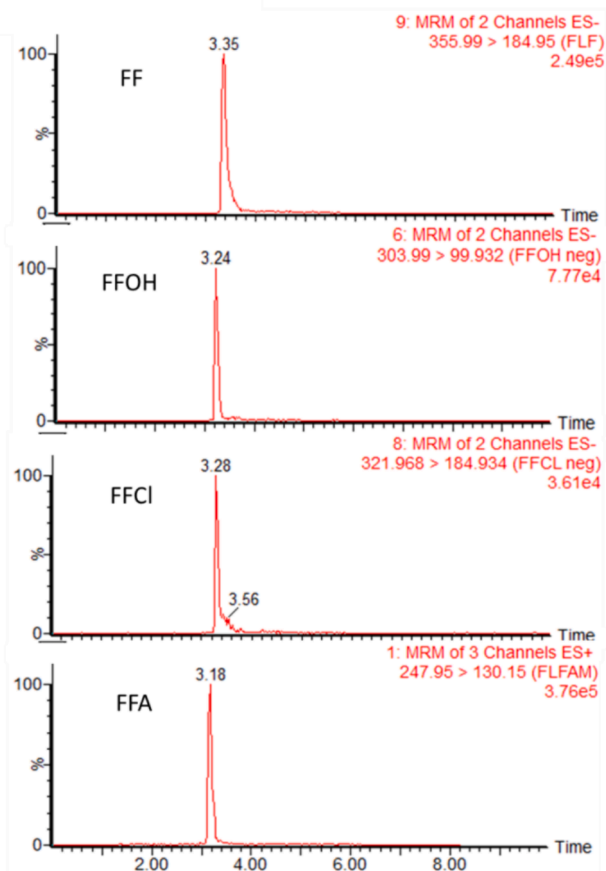 9: MRM of 2 Channels ES-
355.99 > 184.95 (FLF)
2.49e5
3.35
100
FF
%
0
Time
6: MRM of 2 Channels ES-
303.99 > 99.932 (FFOH neg)
7.77e4
3.24
100
FFOH
%
0
Time
8: MRM of 2 Channels ES-
321.968 > 184.934 (FFCL neg)
3.61e4
3.28
100
FFCl
%
3.56
0
Time
1: MRM of 3 Channels ES+
247.95 > 130.15 (FLFAM)
3.76e5
3.18
100
FFA
%
0
Time
2.00 4.00 6.00 8.00